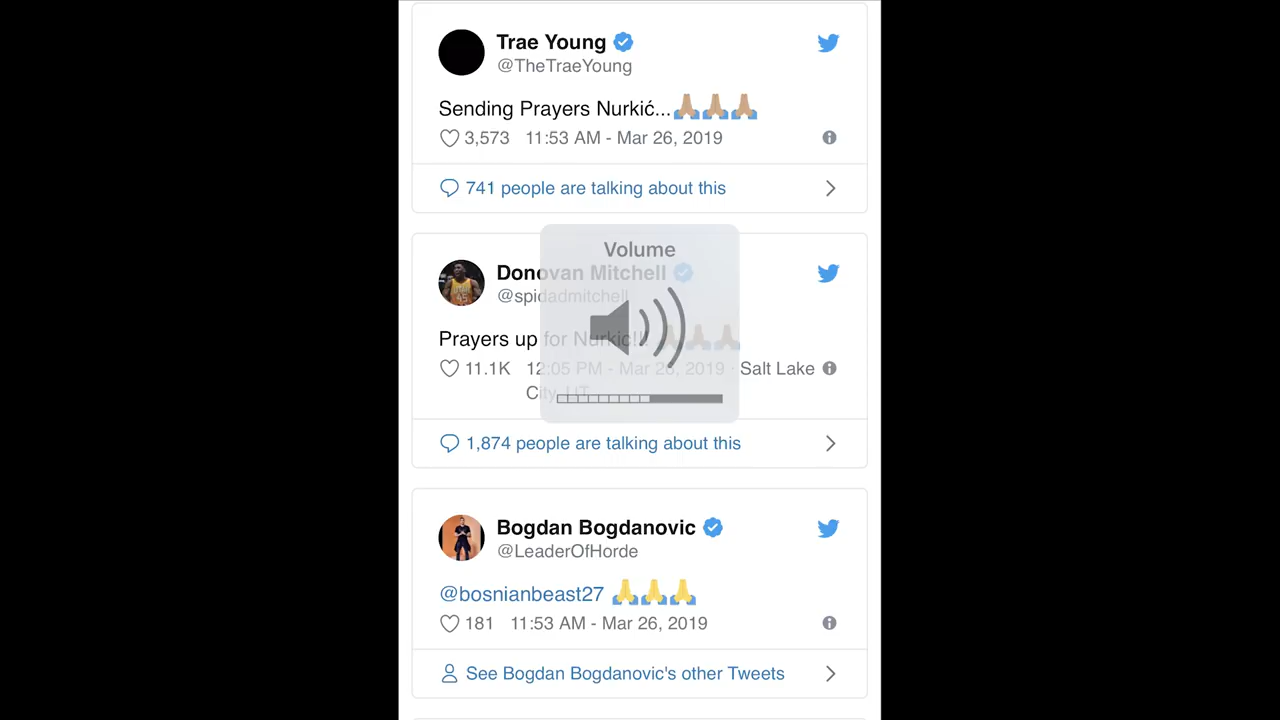 Trae Young
@TheTraeYoung
Sending Prayers Nurkić...🙏🏽🙏🏽🙏🏽
3,573 11:53 AM - Mar 26, 2019
741 people are talking about this
Volume
Donovan Mitchell
@spidadmitchell
Prayers up for Nurkic!! 🙏🏽🙏🏽🙏🏽
11.1K 12:05 PM - Mar 26, 2019 · Salt Lake
City, UT
1,874 people are talking about this
Bogdan Bogdanovic
@LeaderOfHorde
@bosnianbeast27 🙏🙏🙏
181 11:53 AM - Mar 26, 2019
See Bogdan Bogdanovic's other Tweets